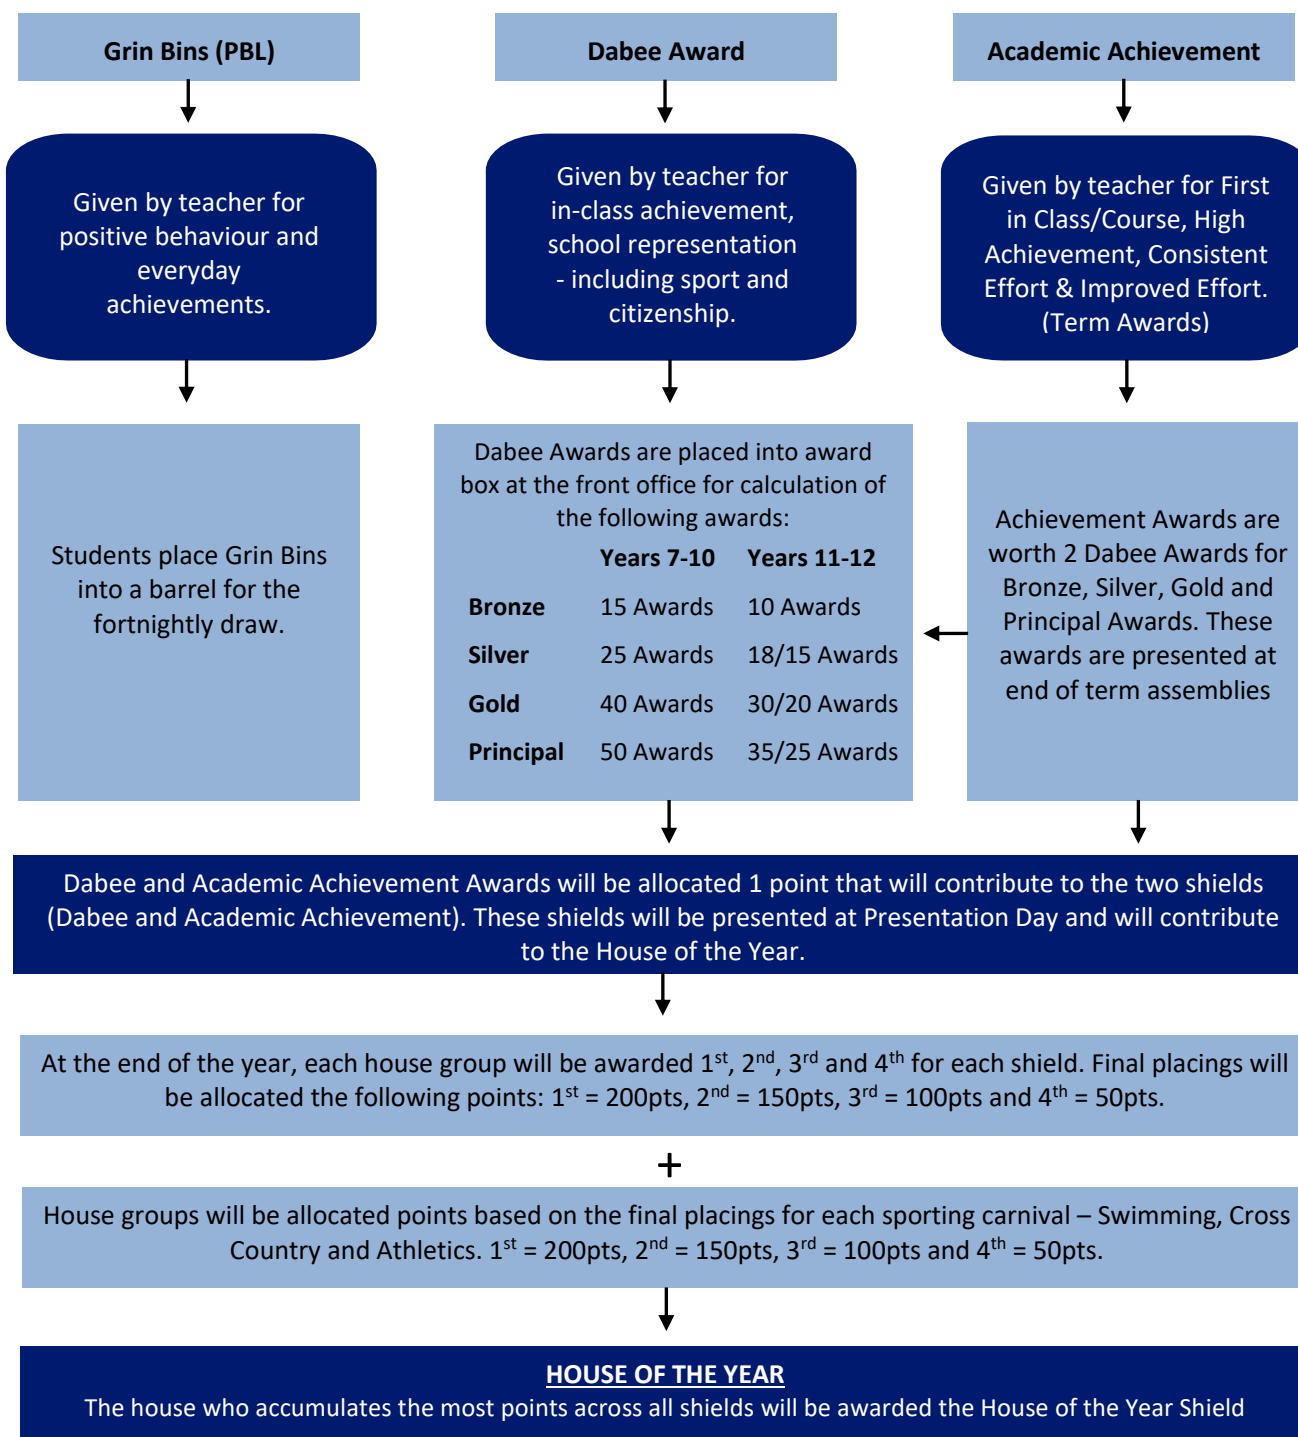 Grin Bins (PBL)
Dabee Award
Academic Achievement
Given by teacher for
positive behaviour and
everyday
achievements.
Given by teacher for
in-class achievement,
school representation
- including sport and
citizenship.
Given by teacher for First
in Class/Course, High
Achievement, Consistent
Effort & Improved Effort.
(Term Awards)
Students place Grin Bins
into a barrel for the
fortnightly draw.
Dabee Awards are placed into award
box at the front office for calculation of
the following awards:
Years 7-10 Years 11-12
Bronze 15 Awards 10 Awards
Silver 25 Awards 18/15 Awards
Gold 40 Awards 30/20 Awards
Principal 50 Awards 35/25 Awards
Achievement Awards are
worth 2 Dabee Awards for
Bronze, Silver, Gold and
Principal Awards. These
awards are presented at
end of term assemblies
Dabee and Academic Achievement Awards will be allocated 1 point that will contribute to the two shields
(Dabee and Academic Achievement). These shields will be presented at Presentation Day and will contribute
to the House of the Year.
At the end of the year, each house group will be awarded 1st, 2nd, 3rd and 4th for each shield. Final placings will
be allocated the following points: 1st = 200pts, 2nd = 150pts, 3rd = 100pts and 4th = 50pts.
+
House groups will be allocated points based on the final placings for each sporting carnival – Swimming, Cross
Country and Athletics. 1st = 200pts, 2nd = 150pts, 3rd = 100pts and 4th = 50pts.
HOUSE OF THE YEAR
The house who accumulates the most points across all shields will be awarded the House of the Year Shield